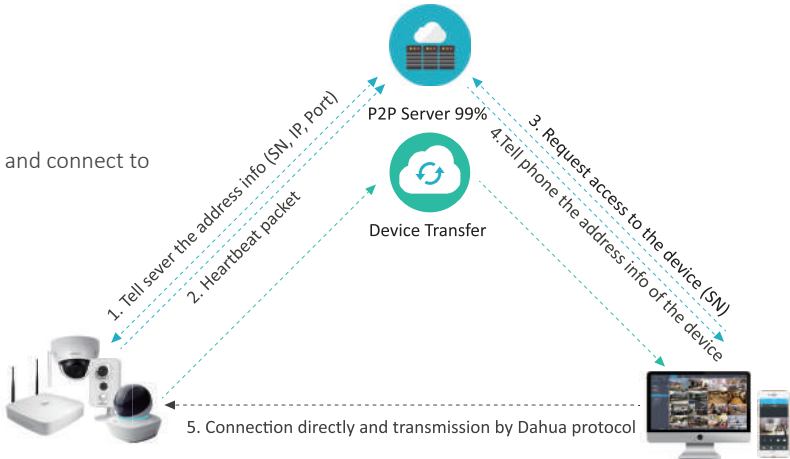 P2P Server 99%
and connect to
Device Transfer
1. Tell sever the address info (SN, IP, Port)
2. Heartbeat packet
3. Request access to the device (SN)
4.Tell phone the address info of the device
5. Connection directly and transmission by Dahua protocol